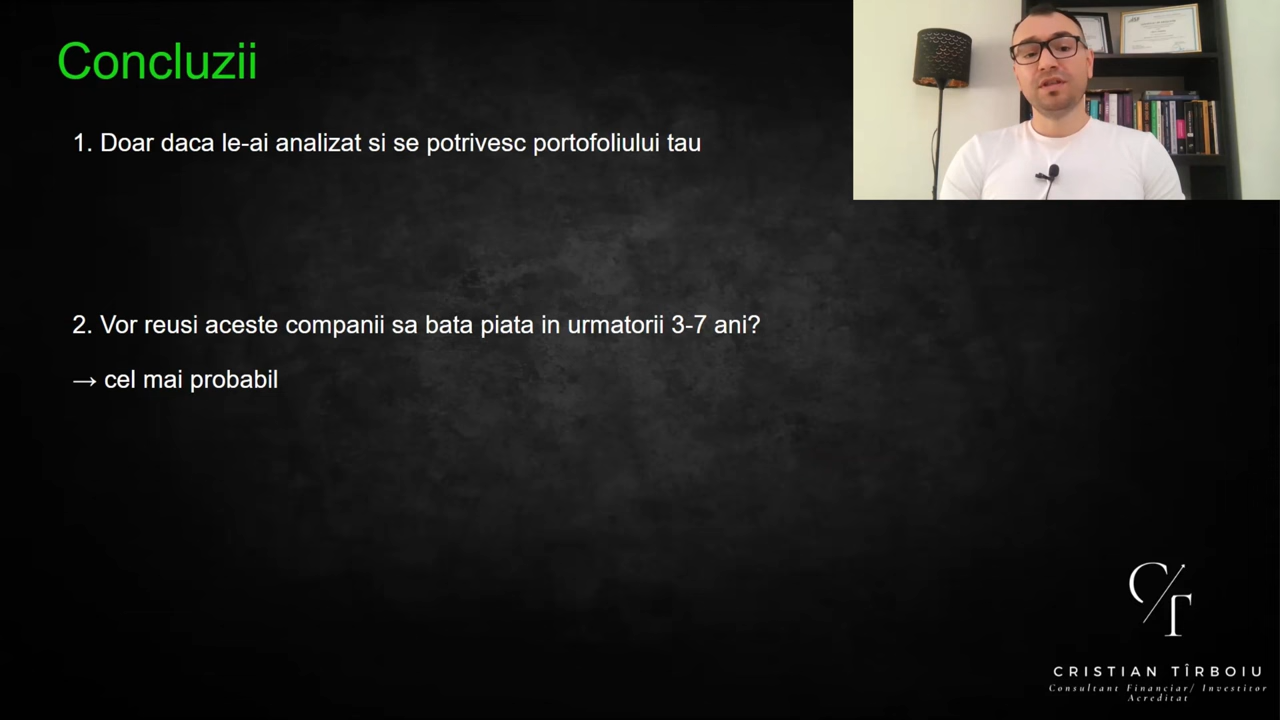 Concluzii
1. Doar daca le-ai analizat si se potrivesc portofoliului tau
2. Vor reusi aceste companii sa bata piata in urmatorii 3-7 ani?
→ cel mai probabil
CT
CRISTIAN TÎRBOIU
Consultant Financiar/ Investitor
Acreditat